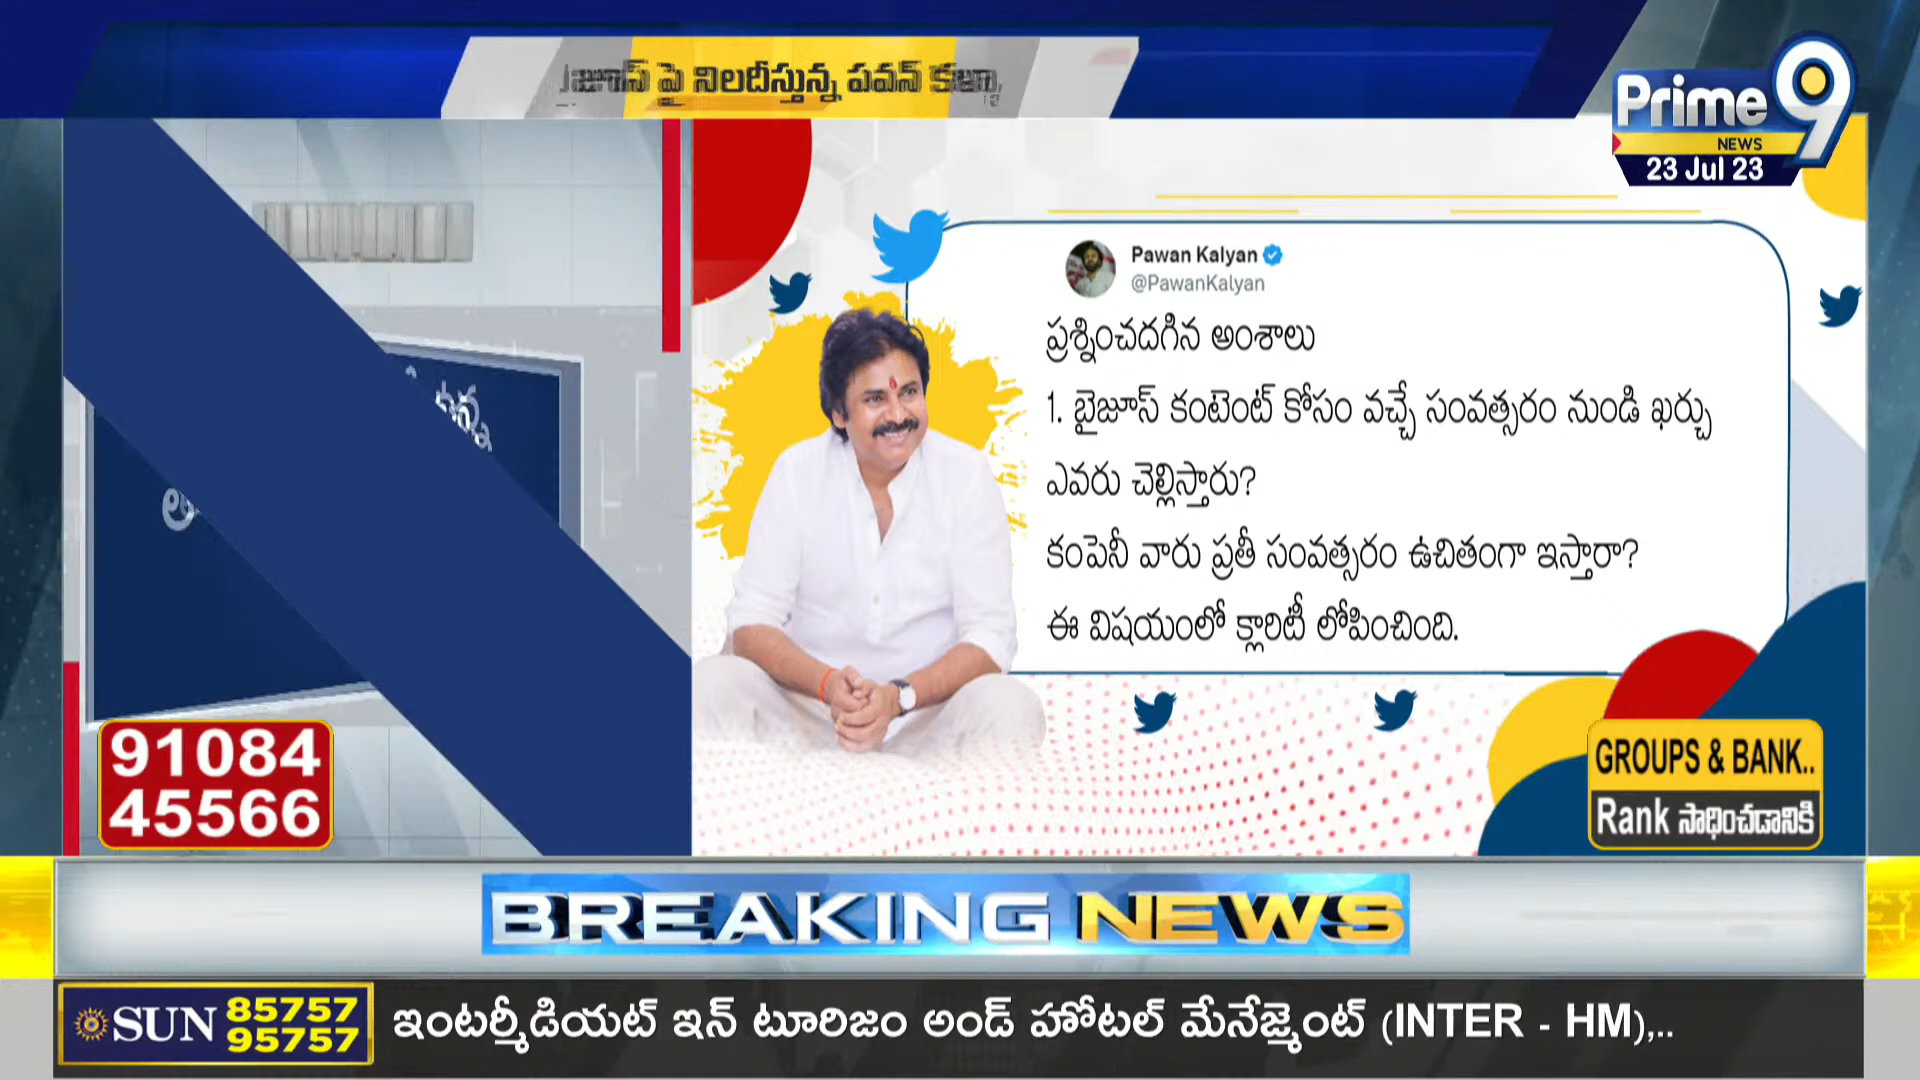 పై నిలదీస్తున్న పవన్
Prime9
NEWS
23 Jul 23
Pawan Kalyan
@PawanKalyan
ప్రశ్నించదగిన అంశాలు
1. బైజూస్ కంటెంట్ కోసం వచ్చే సంవత్సరం నుండి ఖర్చు
ఎవరు చెల్లిస్తారు?
కంపెనీ వారు ప్రతీ సంవత్సరం ఉచితంగా ఇస్తారా?
ఈ విషయంలో క్లారిటీ లోపించింది.
91084
45566
GROUPS & BANK..
Rank సాధించడానికి
BREAKING NEWS
SUN 85757
95757
ఇంటర్మీడియట్ ఇన్ టూరిజం అండ్ హోటల్ మేనేజ్మెంట్ (INTER - HM),..